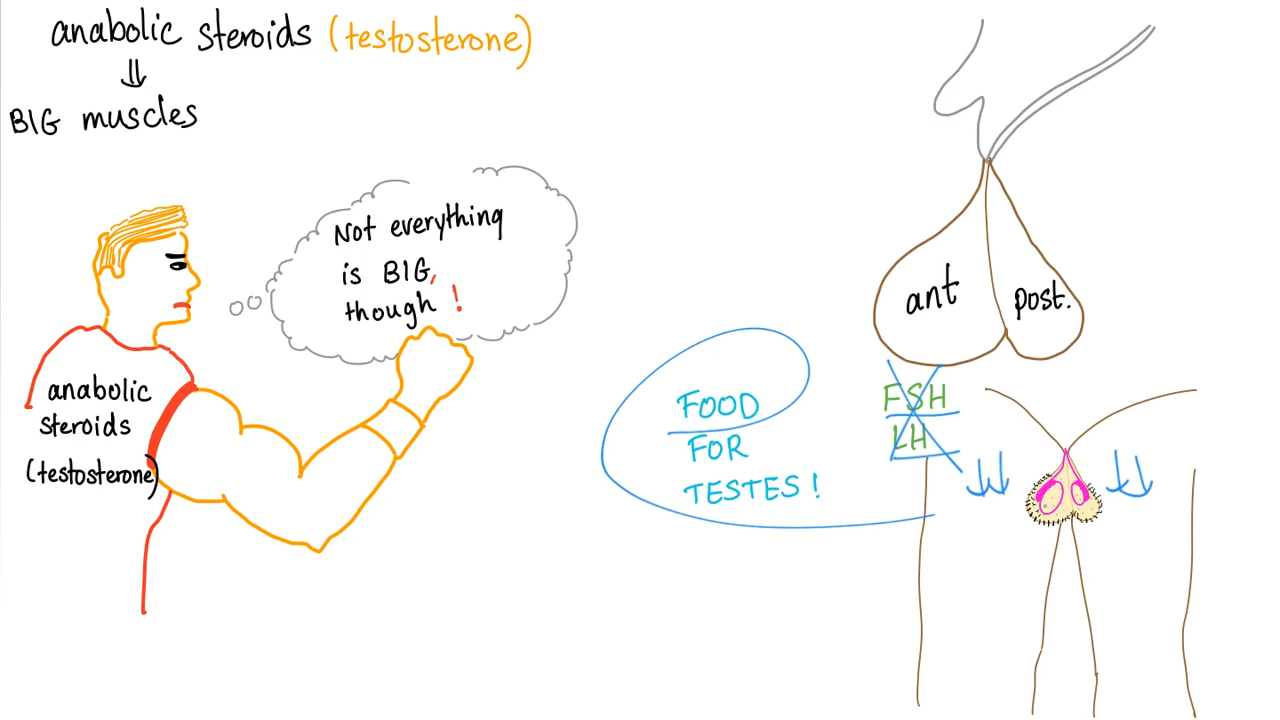 anabolic steroids (testosterone)
⇓
BIG muscles
Not everything
is BIG,
though !
anabolic
steroids
(testosterone)
ant
post.
FSH
LH
FOOD
FOR
TESTES !